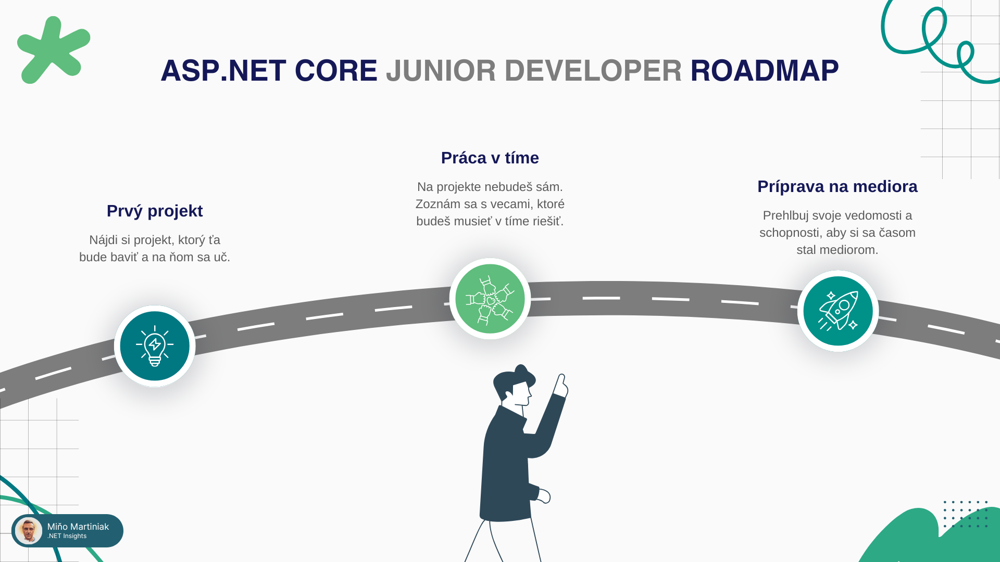 ASP.NET CORE JUNIOR DEVELOPER ROADMAP
Prvý projekt
Nájdi si projekt, ktorý ťa
bude baviť a na ňom sa uč.
Práca v tíme
Na projekte nebudeš sám.
Zoznám sa s vecami, ktoré
budeš musieť v tíme riešiť.
Príprava na mediora
Prehlbuj svoje vedomosti a
schopnosti, aby si sa časom
stal mediorom.
Miňo Martiniak
.NET Insights